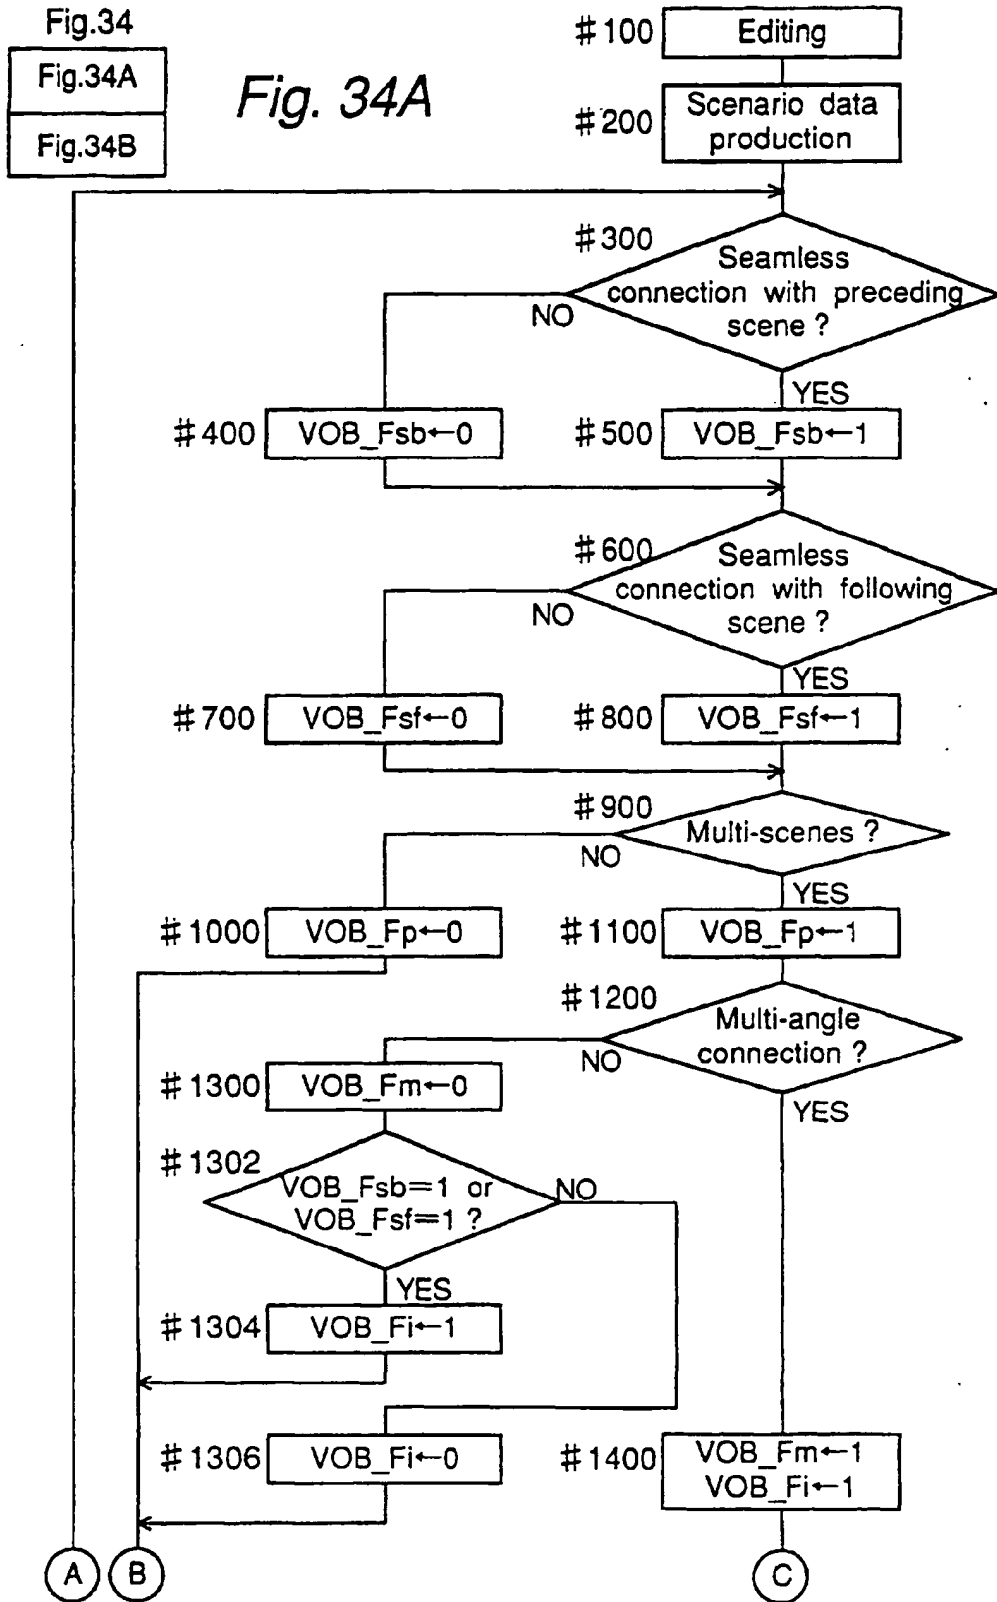 Fig.34
Fig.34A
Fig.34B
Fig. 34A
#100
Editing
#200
Scenario data
production
#300
Seamless
connection with preceding
scene ?
NO
YES
#400
VOB_Fsb←0
#500
VOB_Fsb←1
#600
Seamless
connection with following
scene ?
NO
YES
#700
VOB_Fsf←0
#800
VOB_Fsf←1
#900
Multi-scenes ?
NO
YES
#1000
VOB_Fp←0
#1100
VOB_Fp←1
#1200
Multi-angle
connection ?
NO
YES
#1300
VOB_Fm←0
#1302
VOB_Fsb=1 or
VOB_Fsf=1 ?
NO
YES
#1304
VOB_Fi←1
#1306
VOB_Fi←0
#1400
VOB_Fm←1
VOB_Fi←1
A
B
C